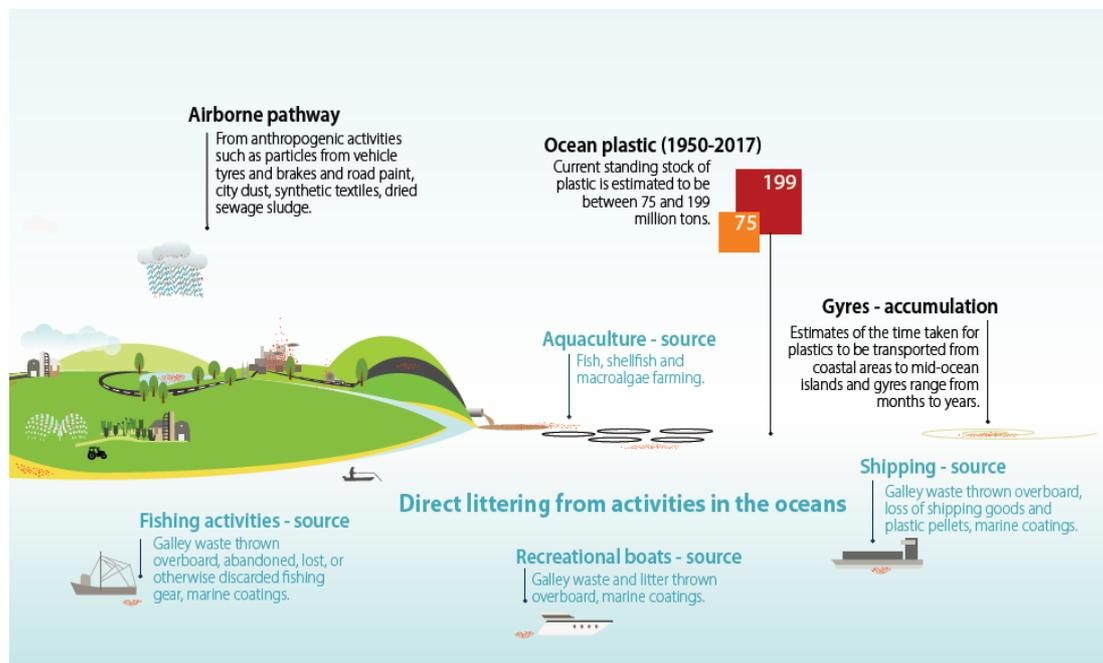 Airborne pathway
From anthropogenic activities
such as particles from vehicle
tyres and brakes and road paint,
city dust, synthetic textiles, dried
sewage sludge.
Ocean plastic (1950-2017)
Current standing stock of
plastic is estimated to be
between 75 and 199
million tons.
199
75
Gyres - accumulation
Estimates of the time taken for
plastics to be transported from
coastal areas to mid-ocean
islands and gyres range from
months to years.
Aquaculture - source
Fish, shellfish and
macroalgae farming.
Direct littering from activities in the oceans
Shipping - source
Galley waste thrown overboard,
loss of shipping goods and
plastic pellets, marine coatings.
Fishing activities - source
Galley waste thrown
overboard, abandoned, lost, or
otherwise discarded fishing
gear, marine coatings.
Recreational boats - source
Galley waste and litter thrown
overboard, marine coatings.